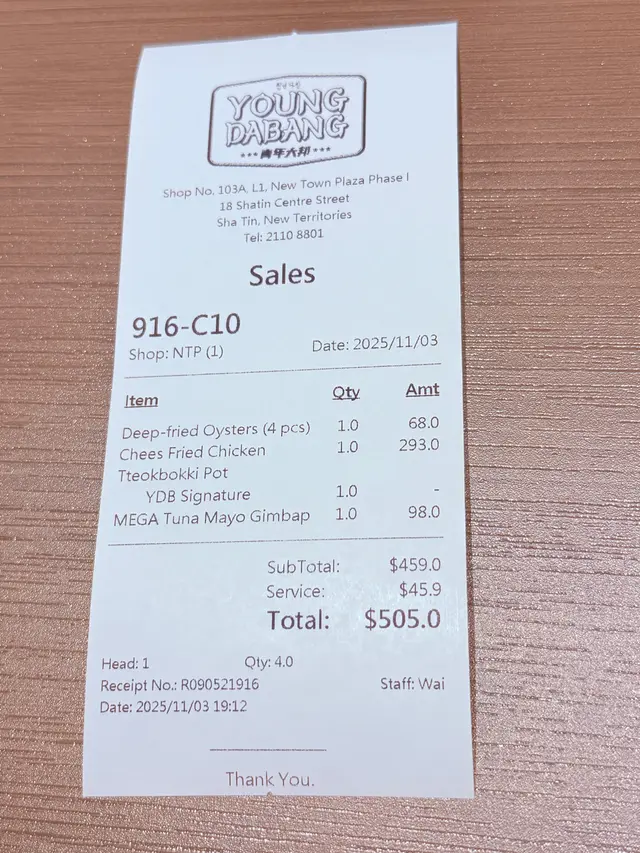 청년다방
YOUNG
DABANG
青年大邦
Shop No. 103A, L1, New Town Plaza Phase I
18 Shatin Centre Street
Sha Tin, New Territories
Tel: 2110 8801
Sales
916-C10
Shop: NTP (1) Date: 2025/11/03
Item Qty Amt
Deep-fried Oysters (4 pcs) 1.0 68.0
Chees Fried Chicken 1.0 293.0
Tteokbokki Pot
YDB Signature 1.0 -
MEGA Tuna Mayo Gimbap 1.0 98.0
SubTotal: $459.0
Service: $45.9
Total: $505.0
Head: 1 Qty: 4.0
Receipt No.: R090521916 Staff: Wai
Date: 2025/11/03 19:12
Thank You.